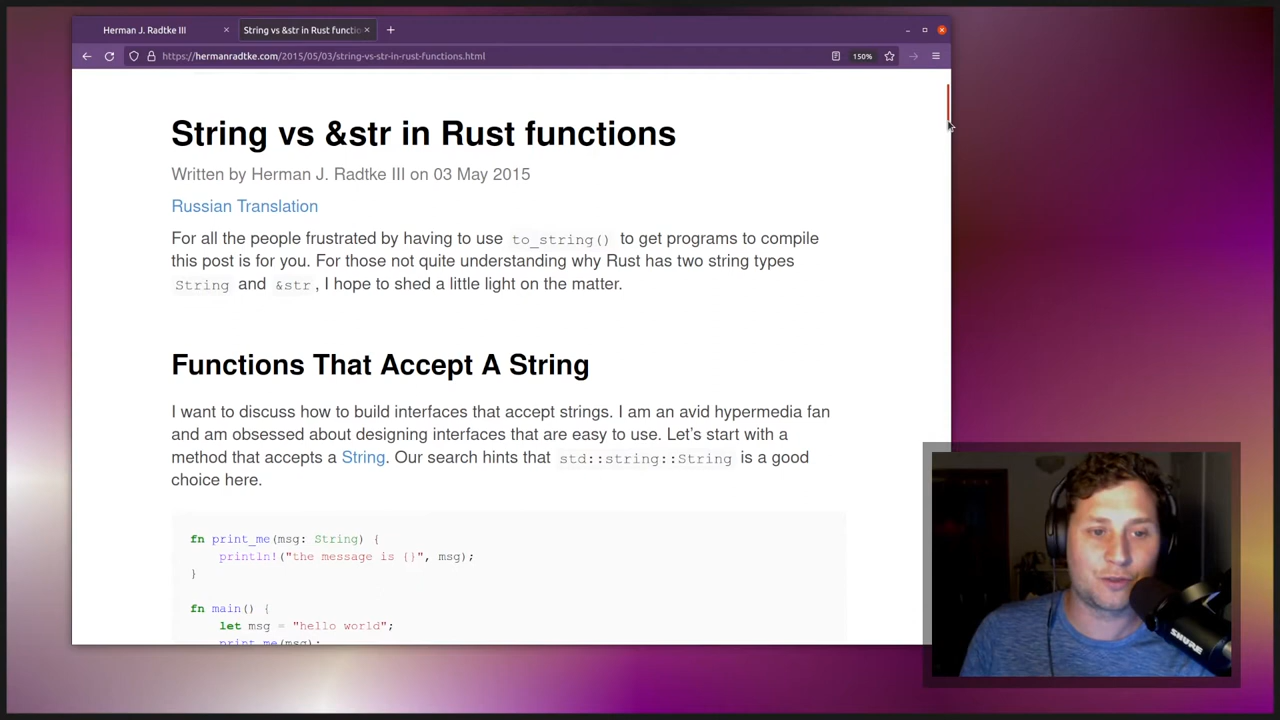 Herman J. Radtke III
String vs &str in Rust functio
https://hermanradtke.com/2015/05/03/string-vs-str-in-rust-functions.html
150%
String vs &str in Rust functions
Written by Herman J. Radtke III on 03 May 2015
Russian Translation
For all the people frustrated by having to use to_string() to get programs to compile
this post is for you. For those not quite understanding why Rust has two string types
String and &str, I hope to shed a little light on the matter.
Functions That Accept A String
I want to discuss how to build interfaces that accept strings. I am an avid hypermedia fan
and am obsessed about designing interfaces that are easy to use. Let's start with a
method that accepts a String. Our search hints that std::string::String is a good
choice here.
fn print_me(msg: String) {
println!("the message is {}", msg);
}
fn main() {
let msg = "hello world";
print_me(msg);
SHURE